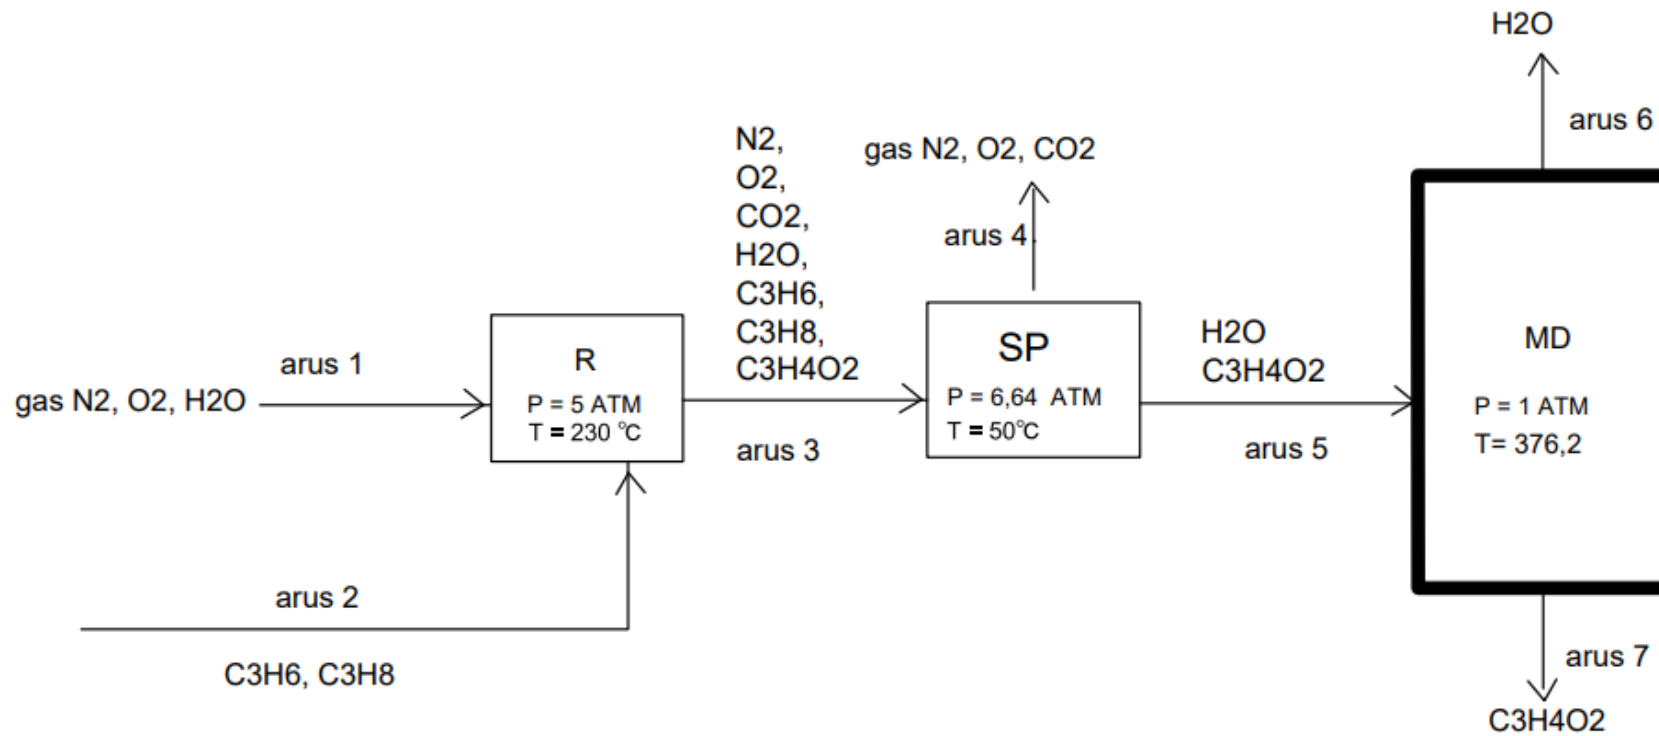 gas N2, O2, H2O
arus 1
arus 2
C3H6, C3H8
R
P = 5 ATM
T = 230 °C
N2,
O2,
CO2,
H2O,
C3H6,
C3H8,
C3H4O2
arus 3
gas N2, O2, CO2
arus 4
SP
P = 6,64 ATM
T = 50°C
H2O
C3H4O2
arus 5
H2O
arus 6
MD
P = 1 ATM
T= 376,2
arus 7
C3H4O2